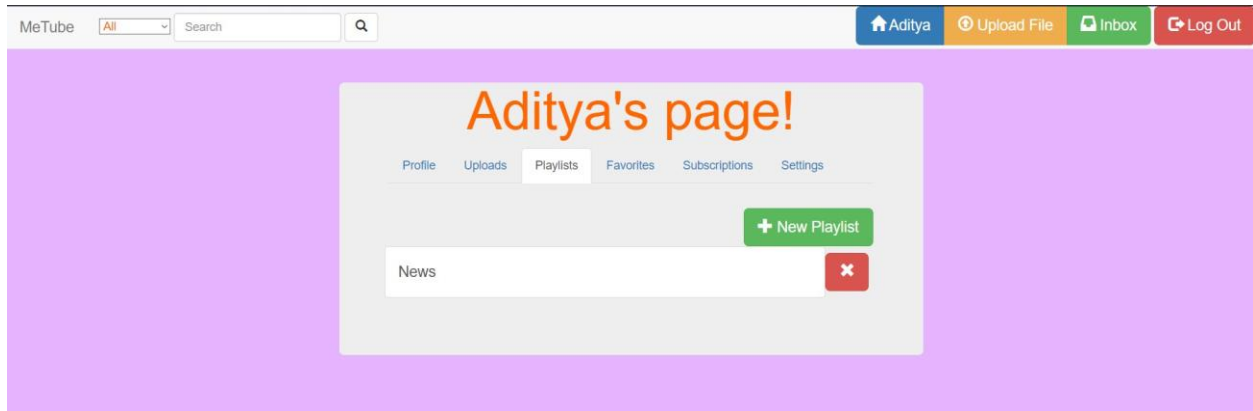 MeTube All Search Aditya Upload File Inbox Log Out
Aditya's page!
Profile Uploads Playlists Favorites Subscriptions Settings
New Playlist
News